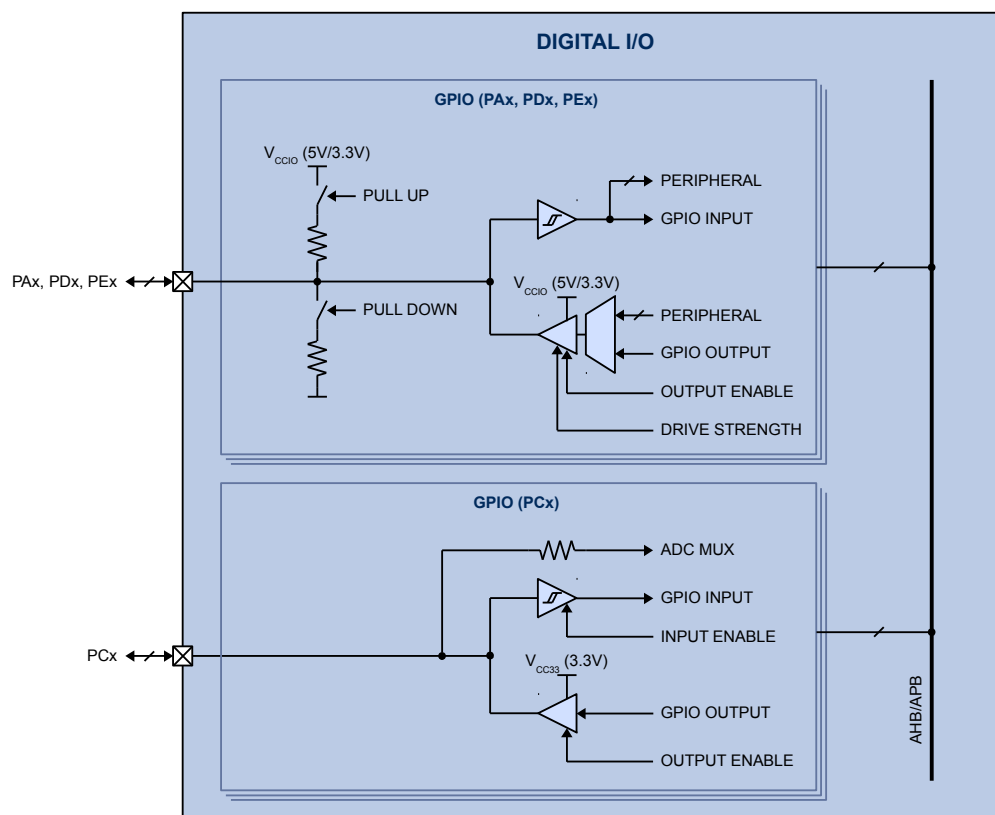 DIGITAL I/O
GPIO (PAx, PDx, PEx)
VCCIO (5V/3.3V)
PULL UP
PERIPHERAL
GPIO INPUT
PAx, PDx, PEx
PULL DOWN
VCCIO (5V/3.3V)
PERIPHERAL
GPIO OUTPUT
OUTPUT ENABLE
DRIVE STRENGTH
GPIO (PCx)
ADC MUX
GPIO INPUT
INPUT ENABLE
PCx
VCC33 (3.3V)
GPIO OUTPUT
OUTPUT ENABLE
AHB/APB